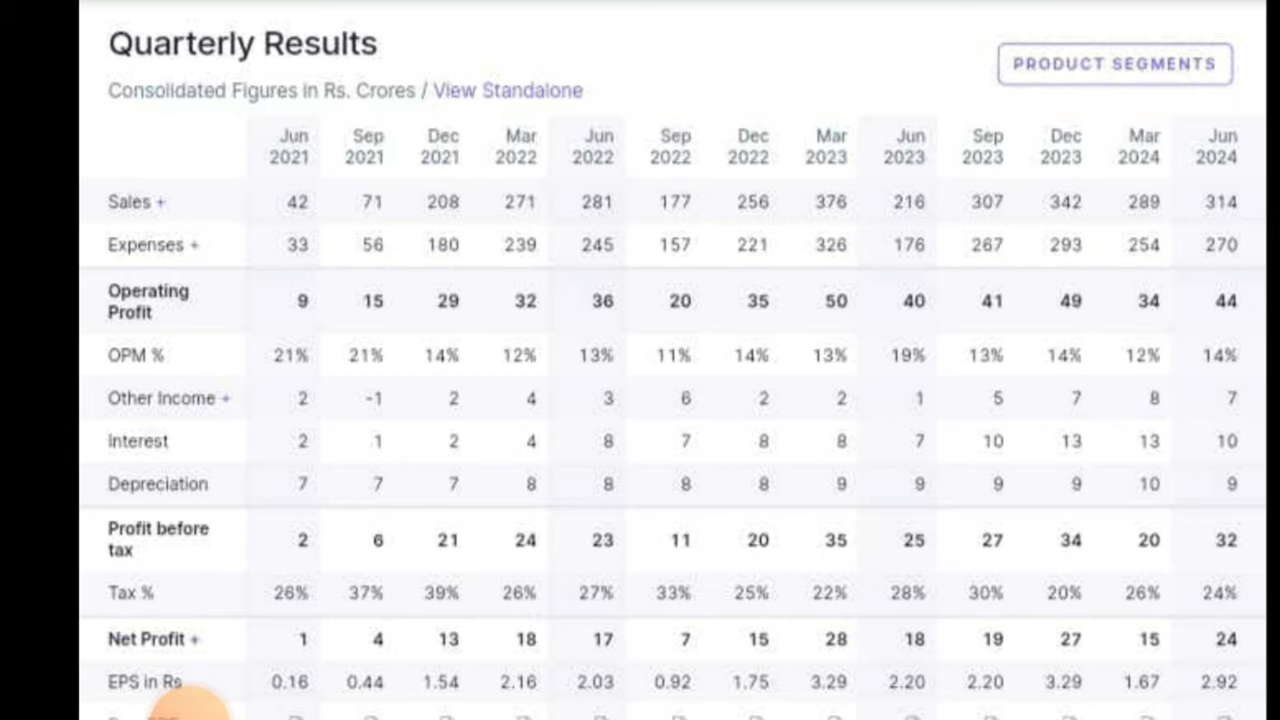 Quarterly Results
PRODUCT SEGMENTS
Consolidated Figures in Rs. Crores / View Standalone
Jun 2021 Sep 2021 Dec 2021 Mar 2022 Jun 2022 Sep 2022 Dec 2022 Mar 2023 Jun 2023 Sep 2023 Dec 2023 Mar 2024 Jun 2024
Sales + 42 71 208 271 281 177 256 376 216 307 342 289 314
Expenses + 33 56 180 239 245 157 221 326 176 267 293 254 270
Operating Profit 9 15 29 32 36 20 35 50 40 41 49 34 44
OPM % 21% 21% 14% 12% 13% 11% 14% 13% 19% 13% 14% 12% 14%
Other Income + 2 -1 2 4 3 6 2 2 1 5 7 8 7
Interest 2 1 2 4 8 7 8 8 7 10 13 13 10
Depreciation 7 7 7 8 8 8 8 9 9 9 9 10 9
Profit before tax 2 6 21 24 23 11 20 35 25 27 34 20 32
Tax % 26% 37% 39% 26% 27% 33% 25% 22% 28% 30% 20% 26% 24%
Net Profit + 1 4 13 18 17 7 15 28 18 19 27 15 24
EPS in Rs 0.16 0.44 1.54 2.16 2.03 0.92 1.75 3.29 2.20 2.20 3.29 1.67 2.92